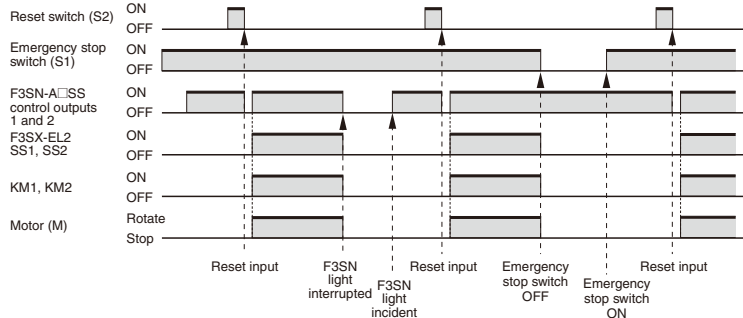 Reset switch (S2)
ON
OFF
Emergency stop
switch (S1)
ON
OFF
F3SN-A□SS
control outputs
1 and 2
ON
OFF
F3SX-EL2
SS1, SS2
ON
OFF
KM1, KM2
ON
OFF
Motor (M)
Rotate
Stop
Reset input
F3SN
light
interrupted
F3SN
light
incident
Reset input
Emergency
stop switch
OFF
Emergency
stop switch
ON
Reset input